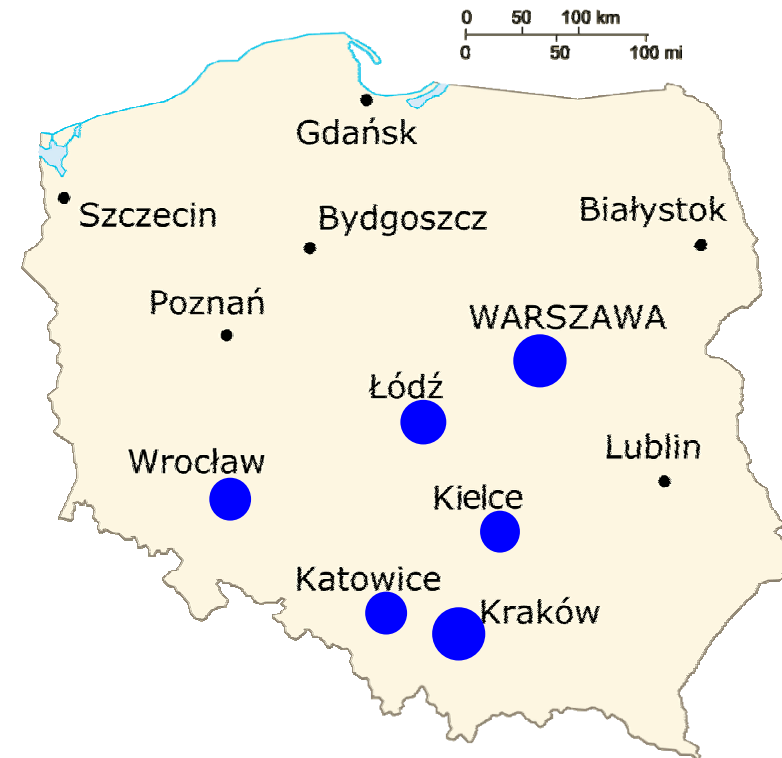 0 50 100 km
0 50 100 mi
Gdańsk
Szczecin
Bydgoszcz
Białystok
Poznań
WARSZAWA
Łódź
Wrocław
Lublin
Kielce
Katowice
Kraków